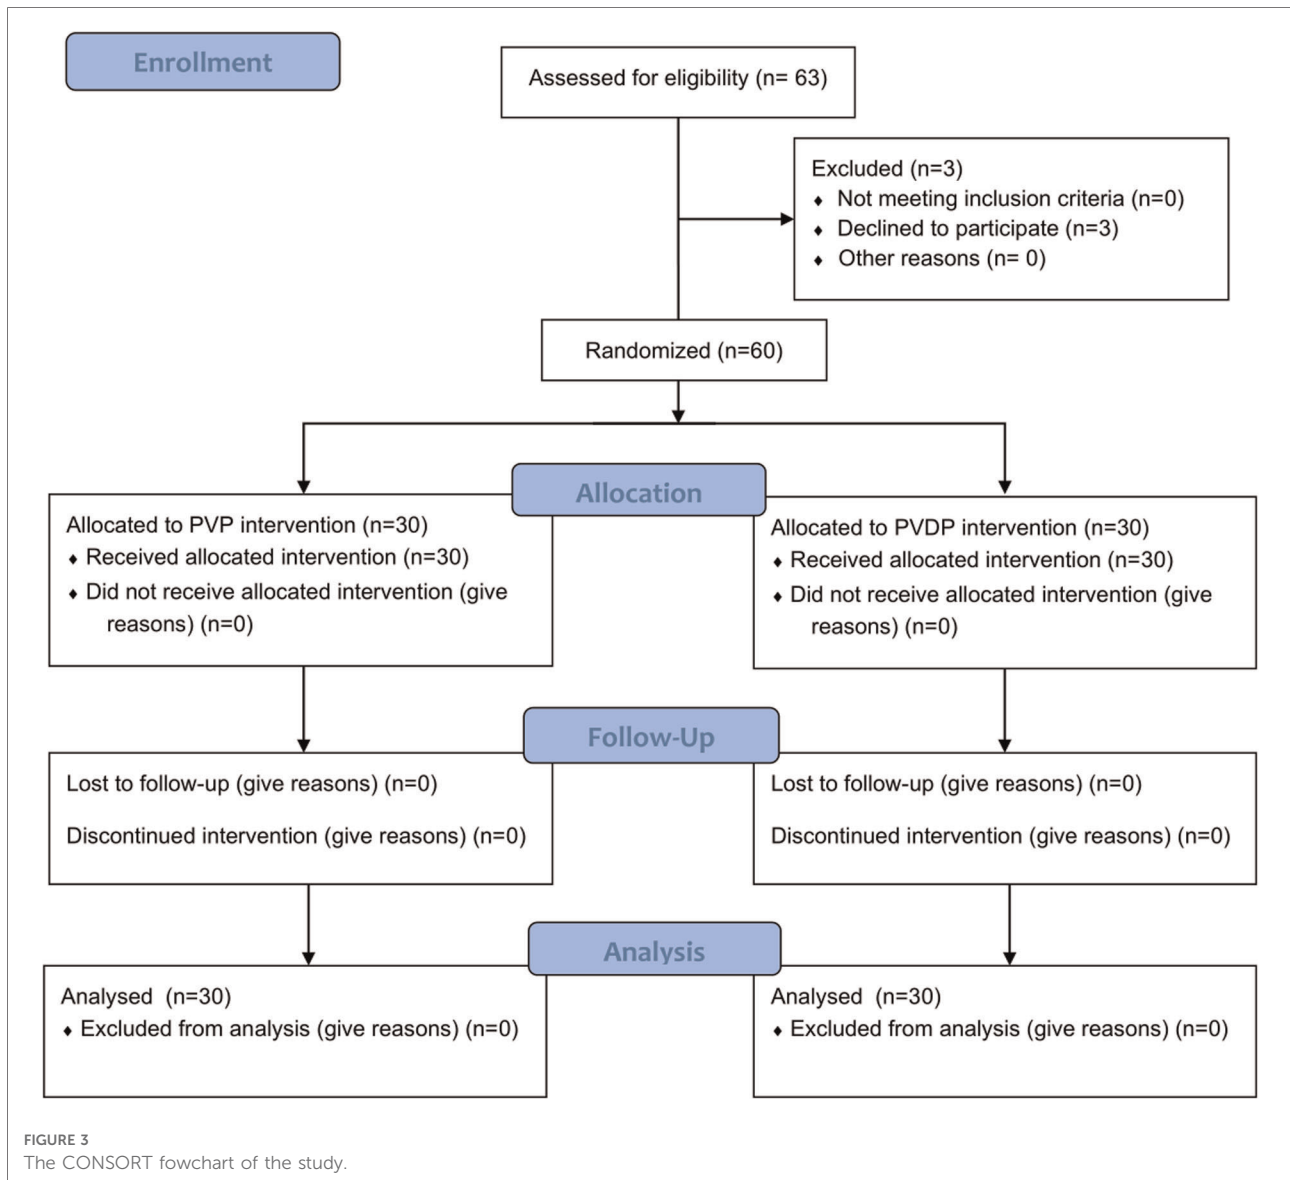 Enrollment
Assessed for eligibility (n= 63)
Excluded (n=3)
♦ Not meeting inclusion criteria (n=0)
♦ Declined to participate (n=3)
♦ Other reasons (n= 0)
Randomized (n=60)
Allocation
Allocated to PVP intervention (n=30)
♦ Received allocated intervention (n=30)
♦ Did not receive allocated intervention (give
reasons) (n=0)
Allocated to PVDP intervention (n=30)
♦ Received allocated intervention (n=30)
♦ Did not receive allocated intervention (give
reasons) (n=0)
Follow-Up
Lost to follow-up (give reasons) (n=0)
Discontinued intervention (give reasons) (n=0)
Lost to follow-up (give reasons) (n=0)
Discontinued intervention (give reasons) (n=0)
Analysis
Analysed (n=30)
♦ Excluded from analysis (give reasons) (n=0)
Analysed (n=30)
♦ Excluded from analysis (give reasons) (n=0)
FIGURE 3
The CONSORT fowchart of the study.